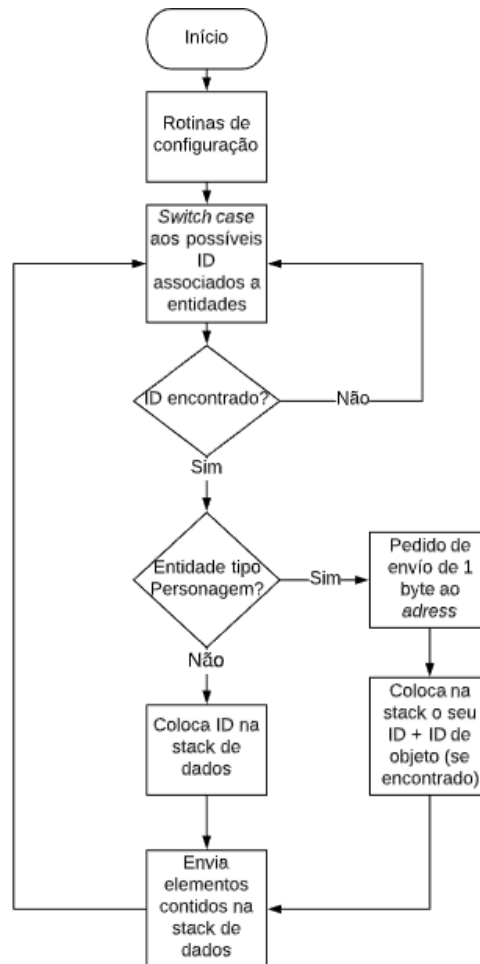 Início
Rotinas de
configuração
Switch case
aos possíveis
ID
associados a
entidades
ID encontrado?
Não
Sim
Entidade tipo
Personagem?
Sim
Pedido de
envío de 1
byte ao
adress
Não
Coloca ID na
stack de
dados
Coloca na
stack o seu
ID + ID de
objeto (se
encontrado)
Envia
elementos
contidos na
stack de
dados